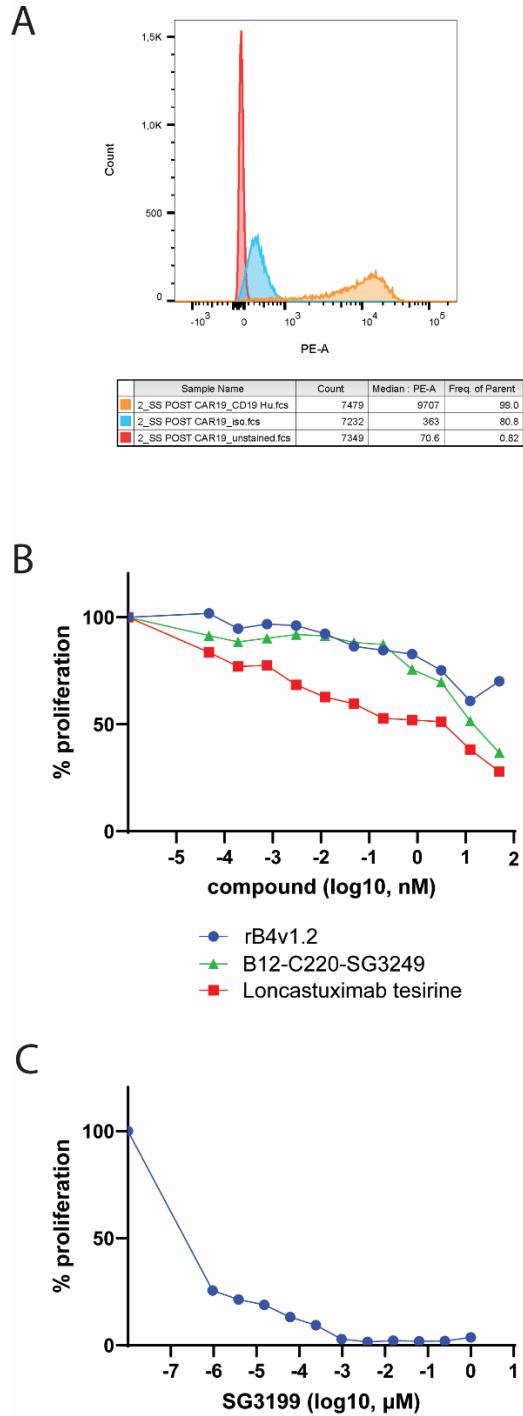 A
1,5K
1,0K
500
0
Count
-10³ 0 10³ 10⁴ 10⁵
PE-A
Sample Name Count Median : PE-A Freq. of Parent
2_SS POST CAR19_CD19 Hu.fcs 7479 9707 99.0
2_SS POST CAR19_iso.fcs 7232 363 80.8
2_SS POST CAR19_unstained.fcs 7349 70.6 0.82
B
100
50
0
% proliferation
-5 -4 -3 -2 -1 0 1 2
compound (log10, nM)
rB4v1.2
B12-C220-SG3249
Loncastuximab tesirine
C
100
50
0
% proliferation
-7 -6 -5 -4 -3 -2 -1 0 1
SG3199 (log10, µM)